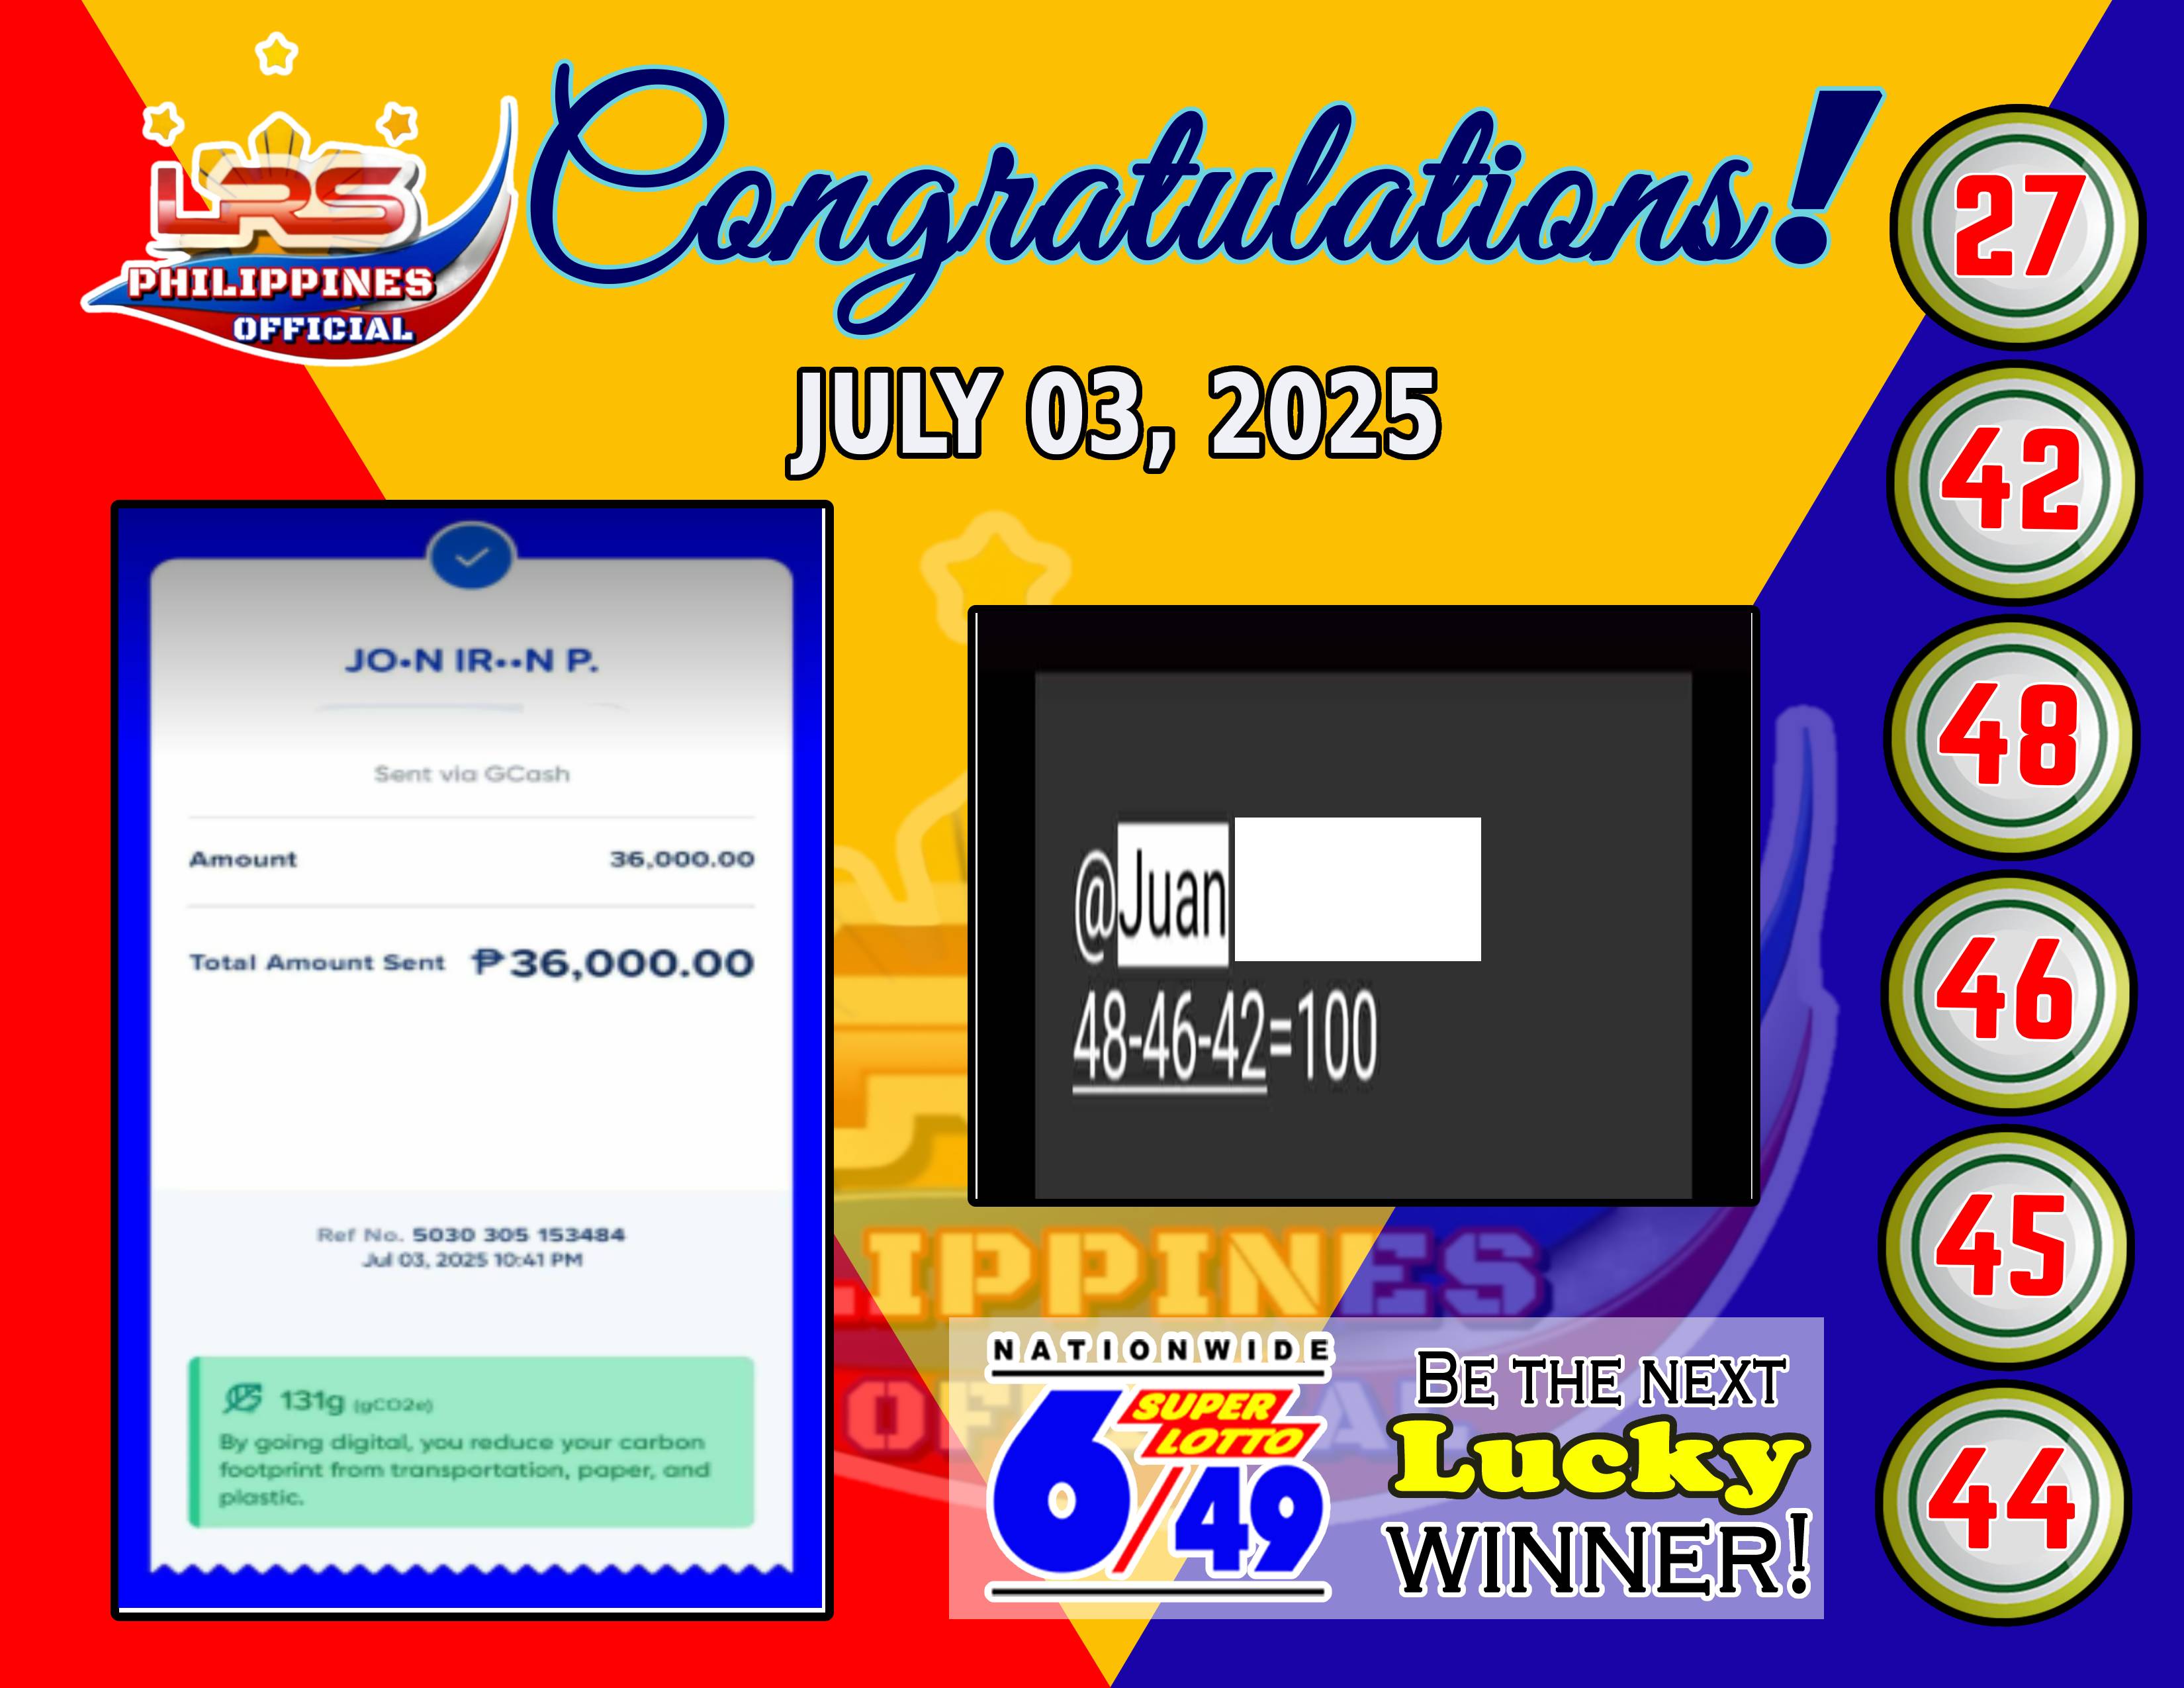 LRS
PHILIPPINES
OFFICIAL
Congratulations!
JULY 03, 2025
JO•N IR••N P.
Sent via GCash
Amount 36,000.00
Total Amount Sent ₱36,000.00
Ref No. 5030 305 153484
Jul 03, 2025 10:41 PM
131g (gCO2e)
By going digital, you reduce your carbon
footprint from transportation, paper, and
plastic.
@Juan
48-46-42=100
IPPINES
NATIONWIDE
SUPER
LOTTO
6/49
BE THE NEXT
Lucky
WINNER!
27
42
48
46
45
44